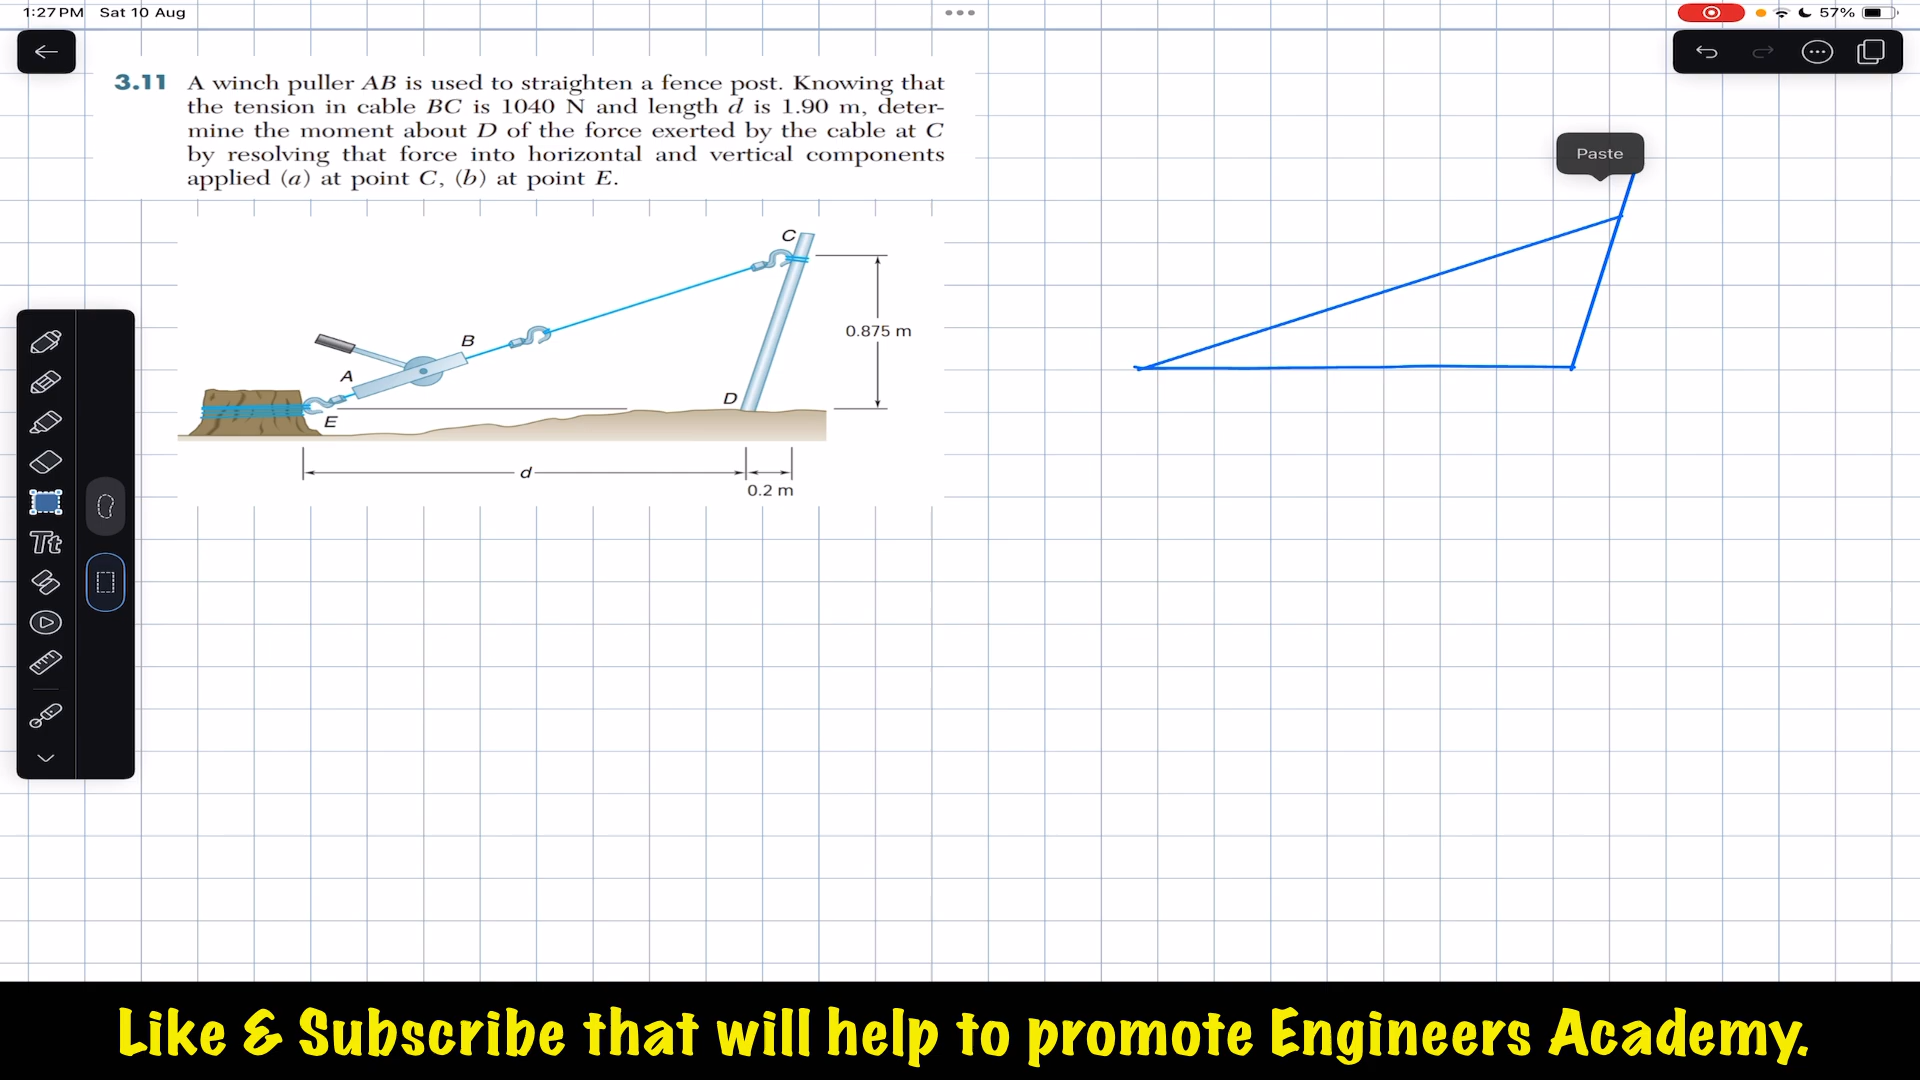 1:27 PM Sat 10 Aug
57%
3.11 A winch puller AB is used to straighten a fence post. Knowing that
the tension in cable BC is 1040 N and length d is 1.90 m, deter-
mine the moment about D of the force exerted by the cable at C
by resolving that force into horizontal and vertical components
applied (a) at point C, (b) at point E.
Paste
C
0.875 m
B
A
D
E
d
0.2 m
Tt
Like & Subscribe that will help to promote Engineers Academy.